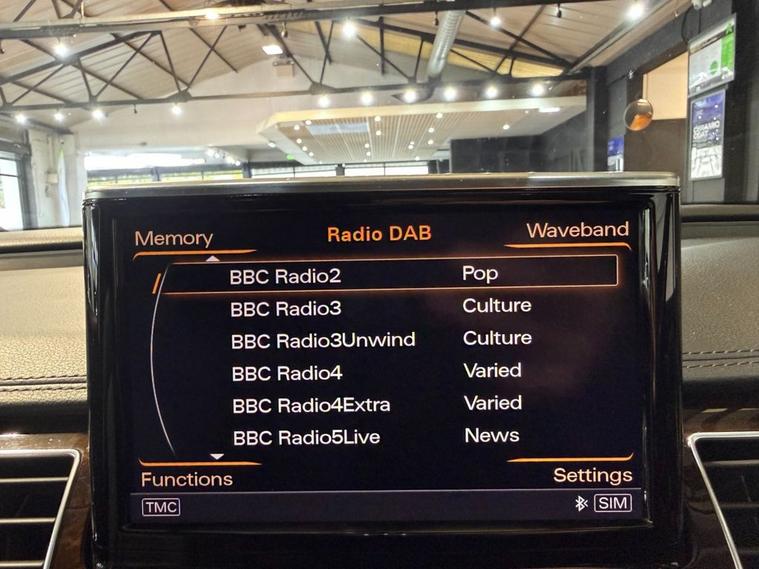 Memory
Radio DAB
Waveband
BBC Radio2 Pop
BBC Radio3 Culture
BBC Radio3Unwind Culture
BBC Radio4 Varied
BBC Radio4Extra Varied
BBC Radio5Live News
Functions
Settings
TMC
SIM
CERAMIC